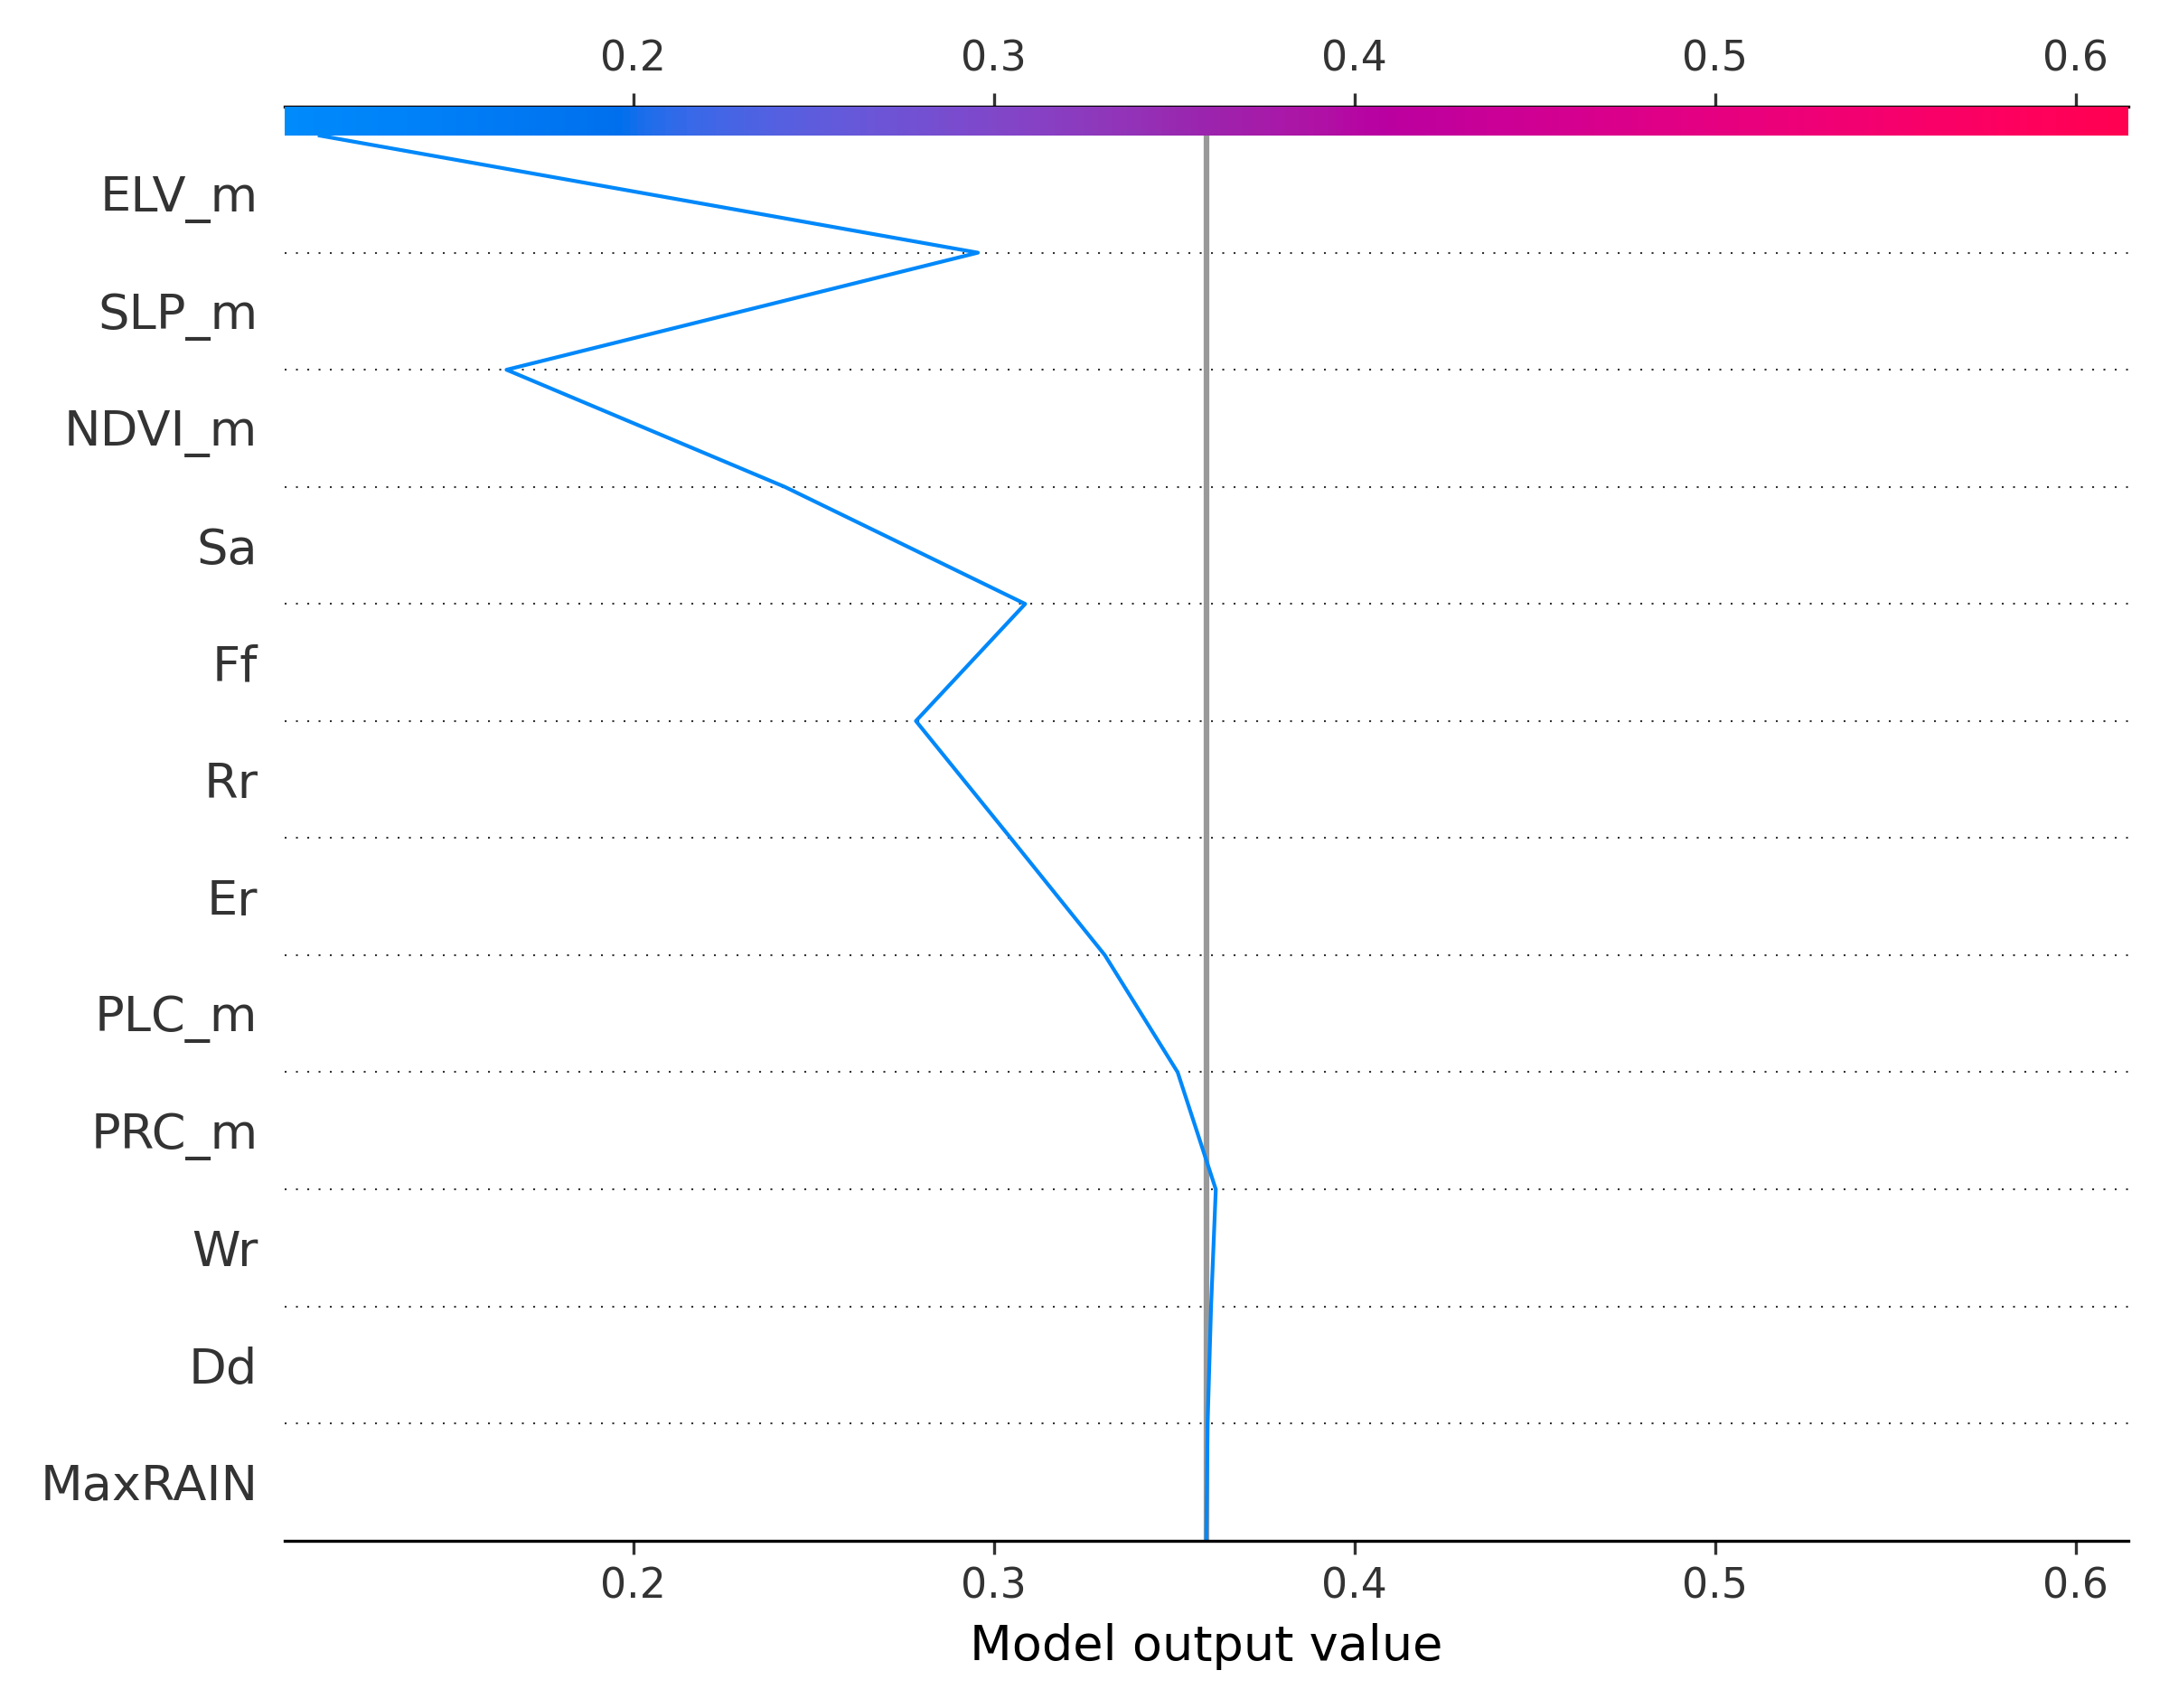 0.2 0.3 0.4 0.5 0.6
ELV_m
SLP_m
NDVI_m
Sa
Ff
Rr
Er
PLC_m
PRC_m
Wr
Dd
MaxRAIN
0.2 0.3 0.4 0.5 0.6
Model output value